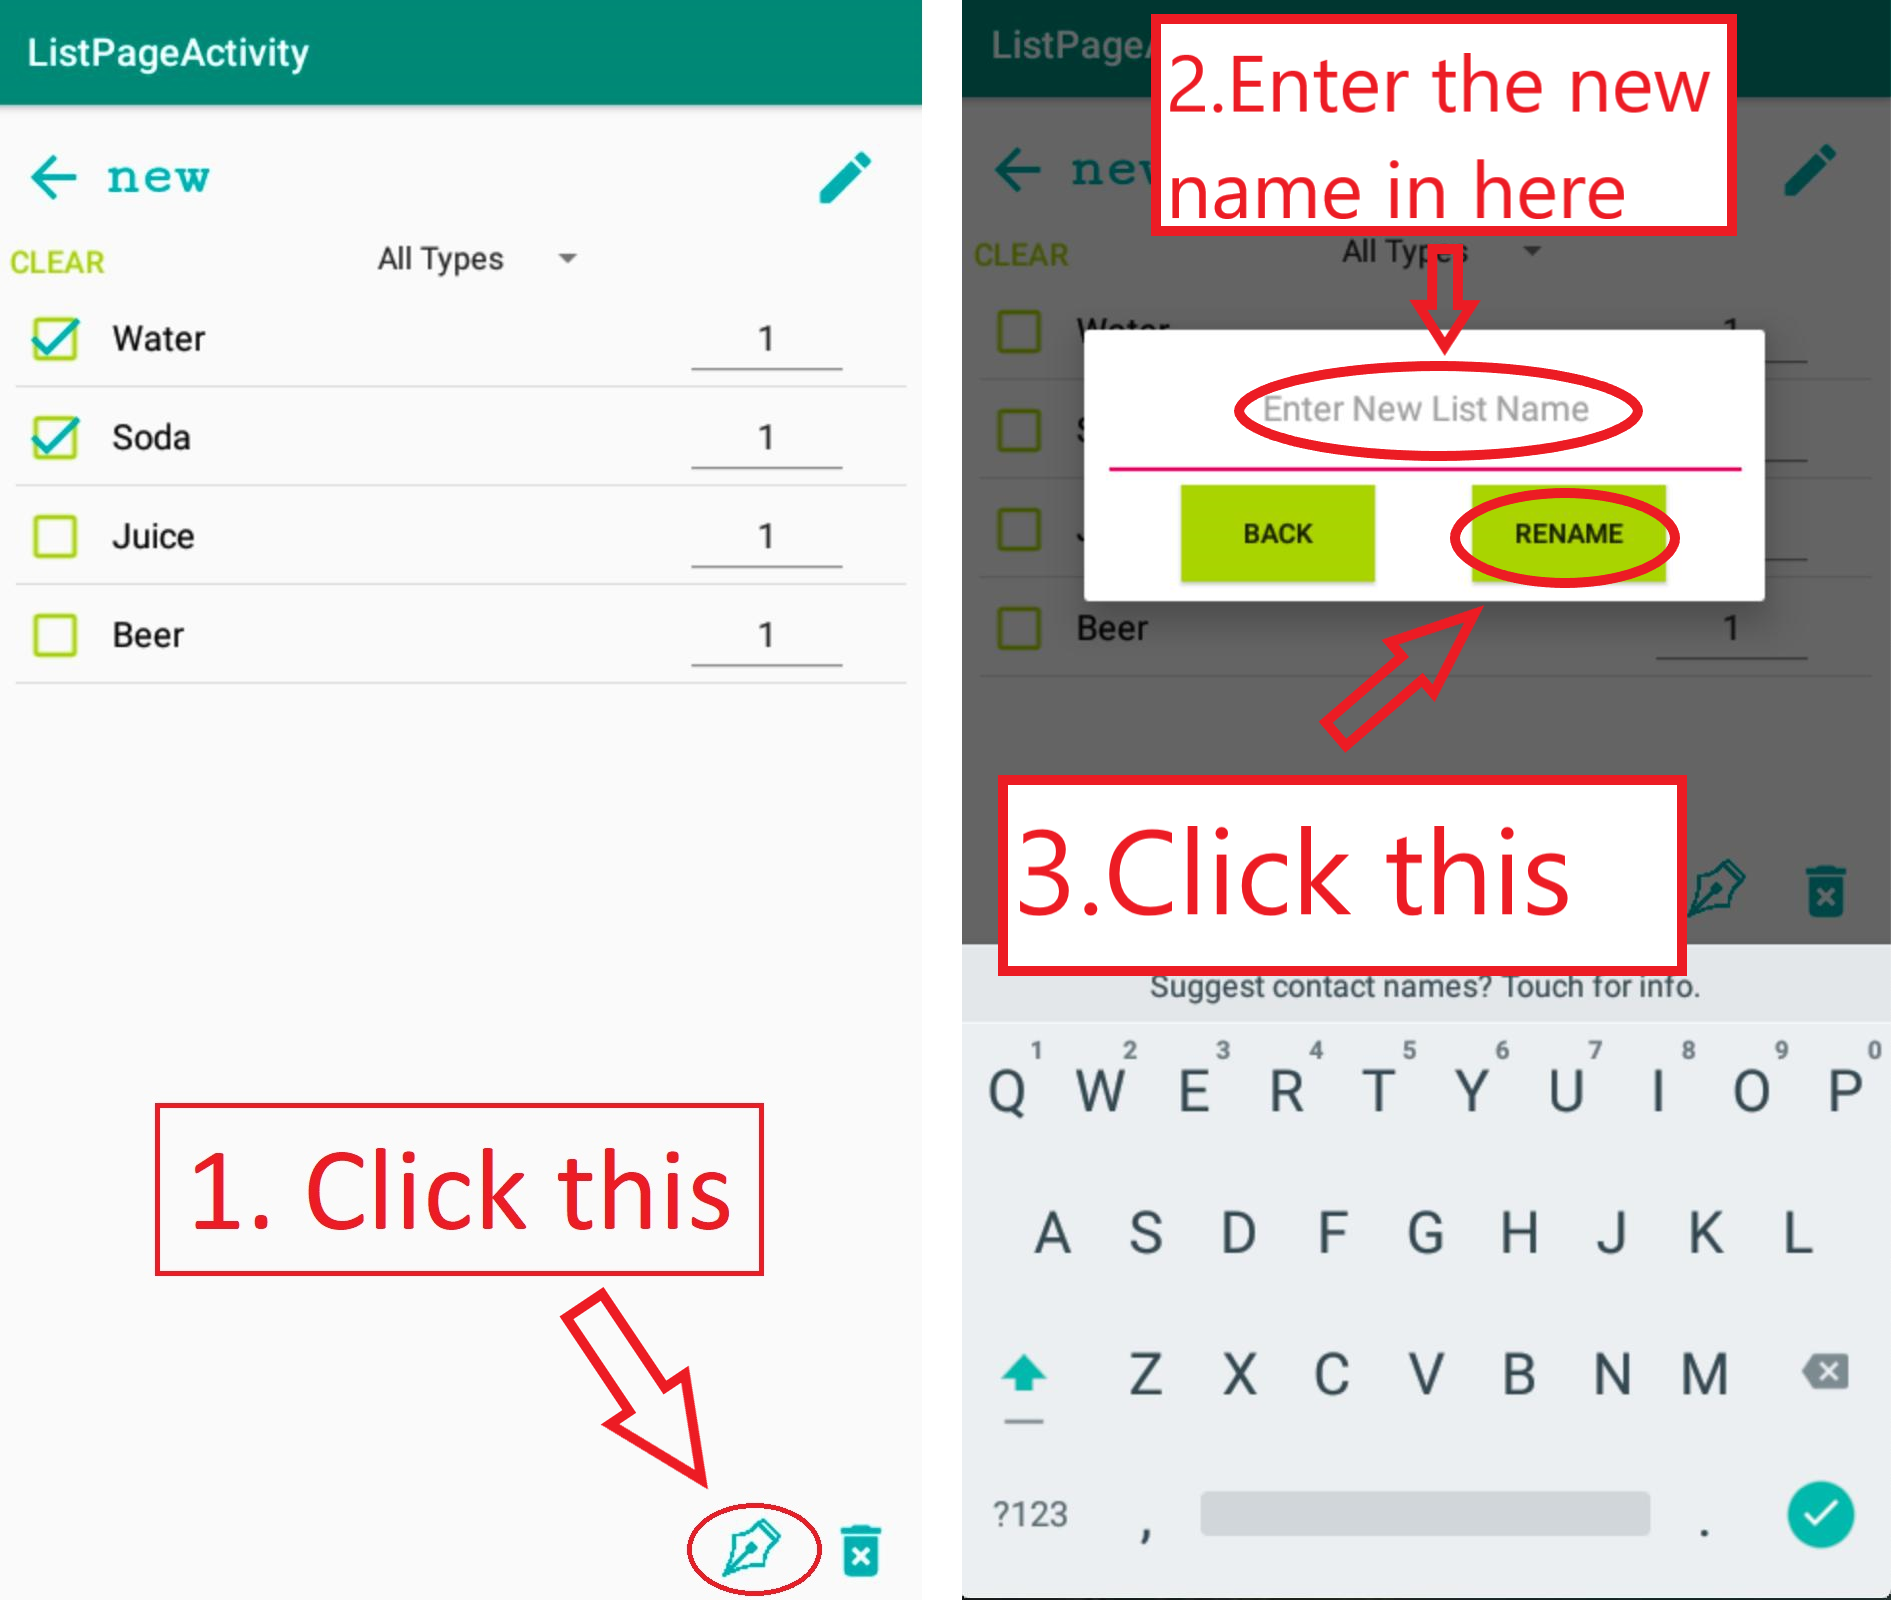 ListPageActivity
new
CLEAR
All Types
Water
1
Soda
1
Juice
1
Beer
1
1. Click this
ListPage
2.Enter the new
name in here
CLEAR
All Types
Water
1
Enter New List Name
BACK
RENAME
Beer
1
3.Click this
Suggest contact names? Touch for info.
1 2 3 4 5 6 7 8 9 0
Q W E R T Y U I O P
A S D F G H J K L
Z X C V B N M
?123 , .